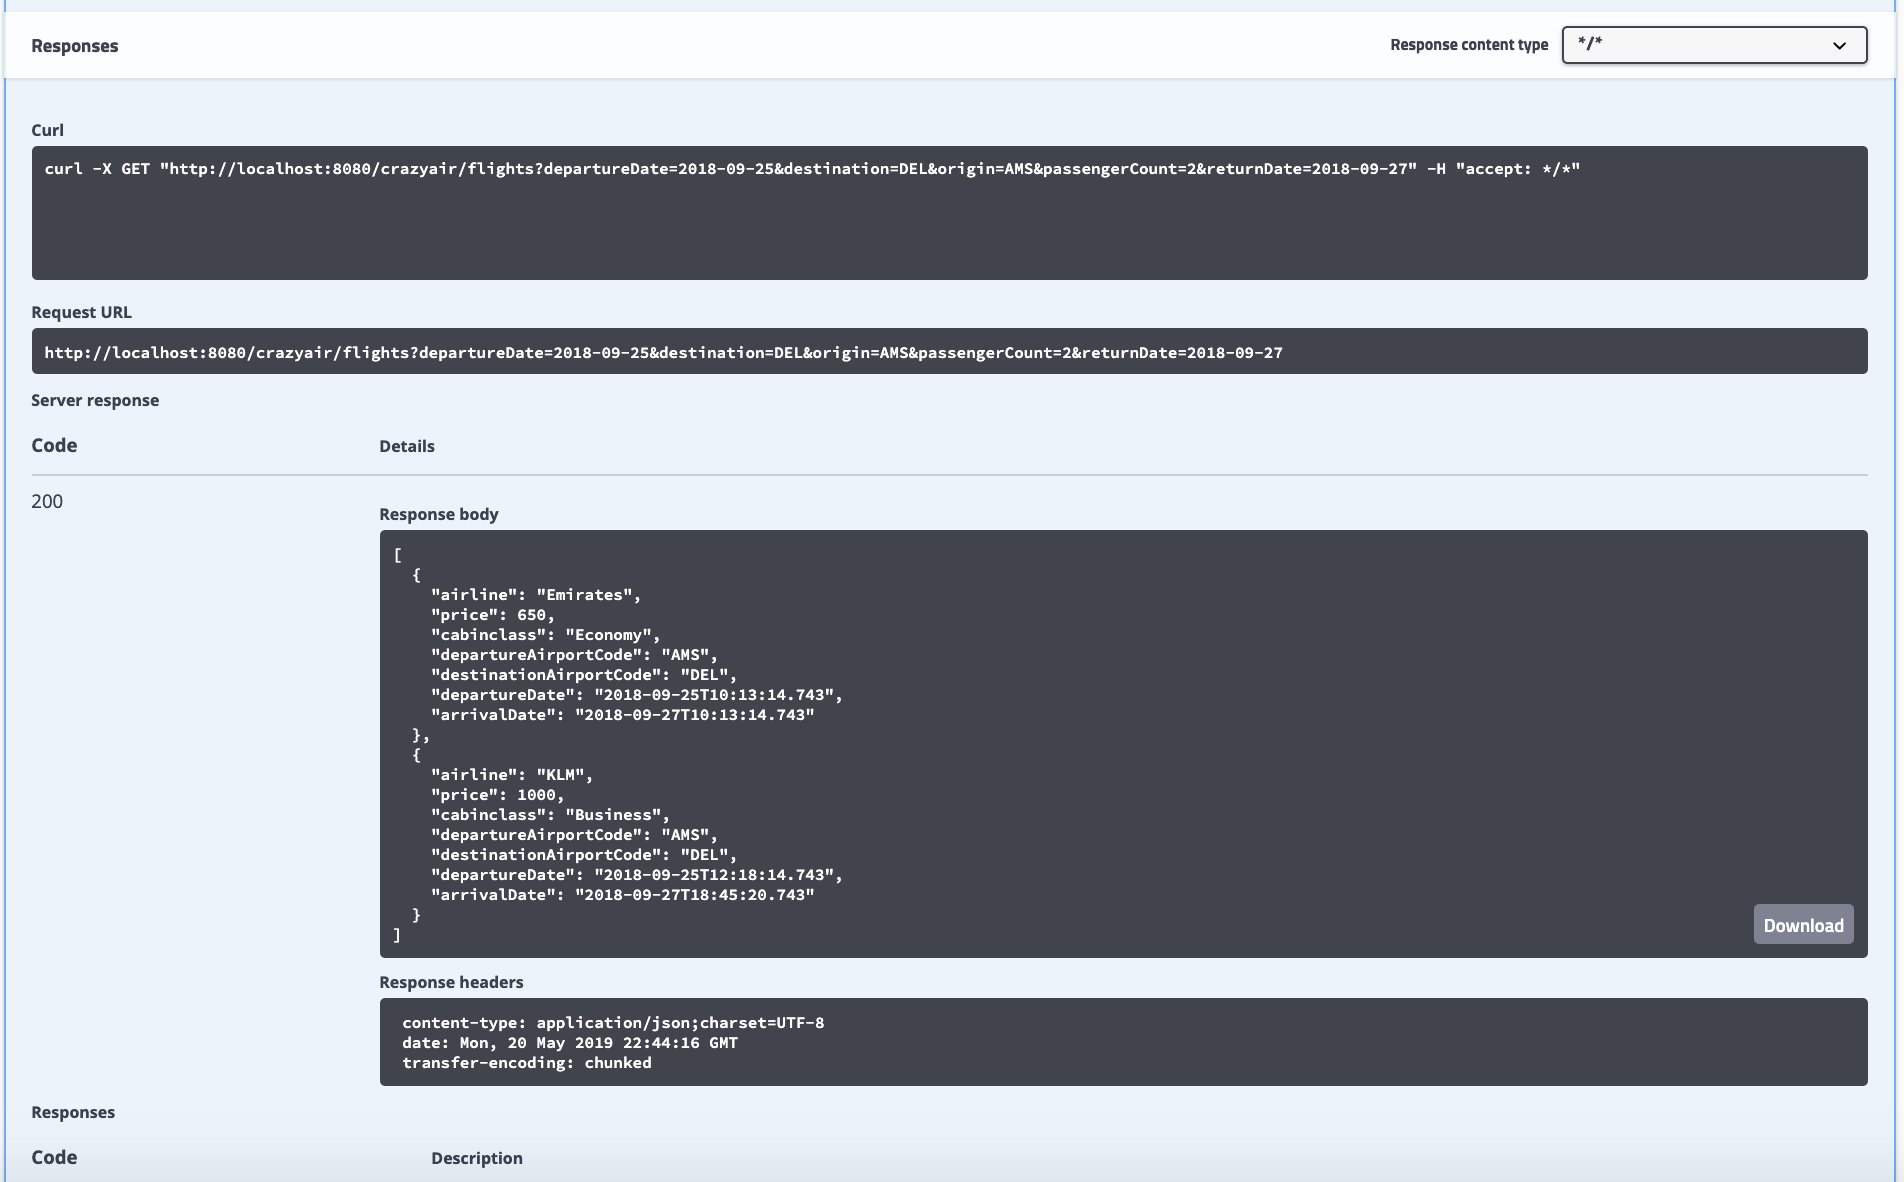 Responses
Response content type */*
Curl
curl -X GET "http://localhost:8080/crazyair/flights?departureDate=2018-09-25&destination=DEL&origin=AMS&passengerCount=2&returnDate=2018-09-27" -H "accept: */*"
Request URL
http://localhost:8080/crazyair/flights?departureDate=2018-09-25&destination=DEL&origin=AMS&passengerCount=2&returnDate=2018-09-27
Server response
Code Details
200
Response body
[
  {
    "airline": "Emirates",
    "price": 650,
    "cabinclass": "Economy",
    "departureAirportCode": "AMS",
    "destinationAirportCode": "DEL",
    "departureDate": "2018-09-25T10:13:14.743",
    "arrivalDate": "2018-09-27T10:13:14.743"
  },
  {
    "airline": "KLM",
    "price": 1000,
    "cabinclass": "Business",
    "departureAirportCode": "AMS",
    "destinationAirportCode": "DEL",
    "departureDate": "2018-09-25T12:18:14.743",
    "arrivalDate": "2018-09-27T18:45:20.743"
  }
]
Download
Response headers
content-type: application/json;charset=UTF-8
date: Mon, 20 May 2019 22:44:16 GMT
transfer-encoding: chunked
Responses
Code Description